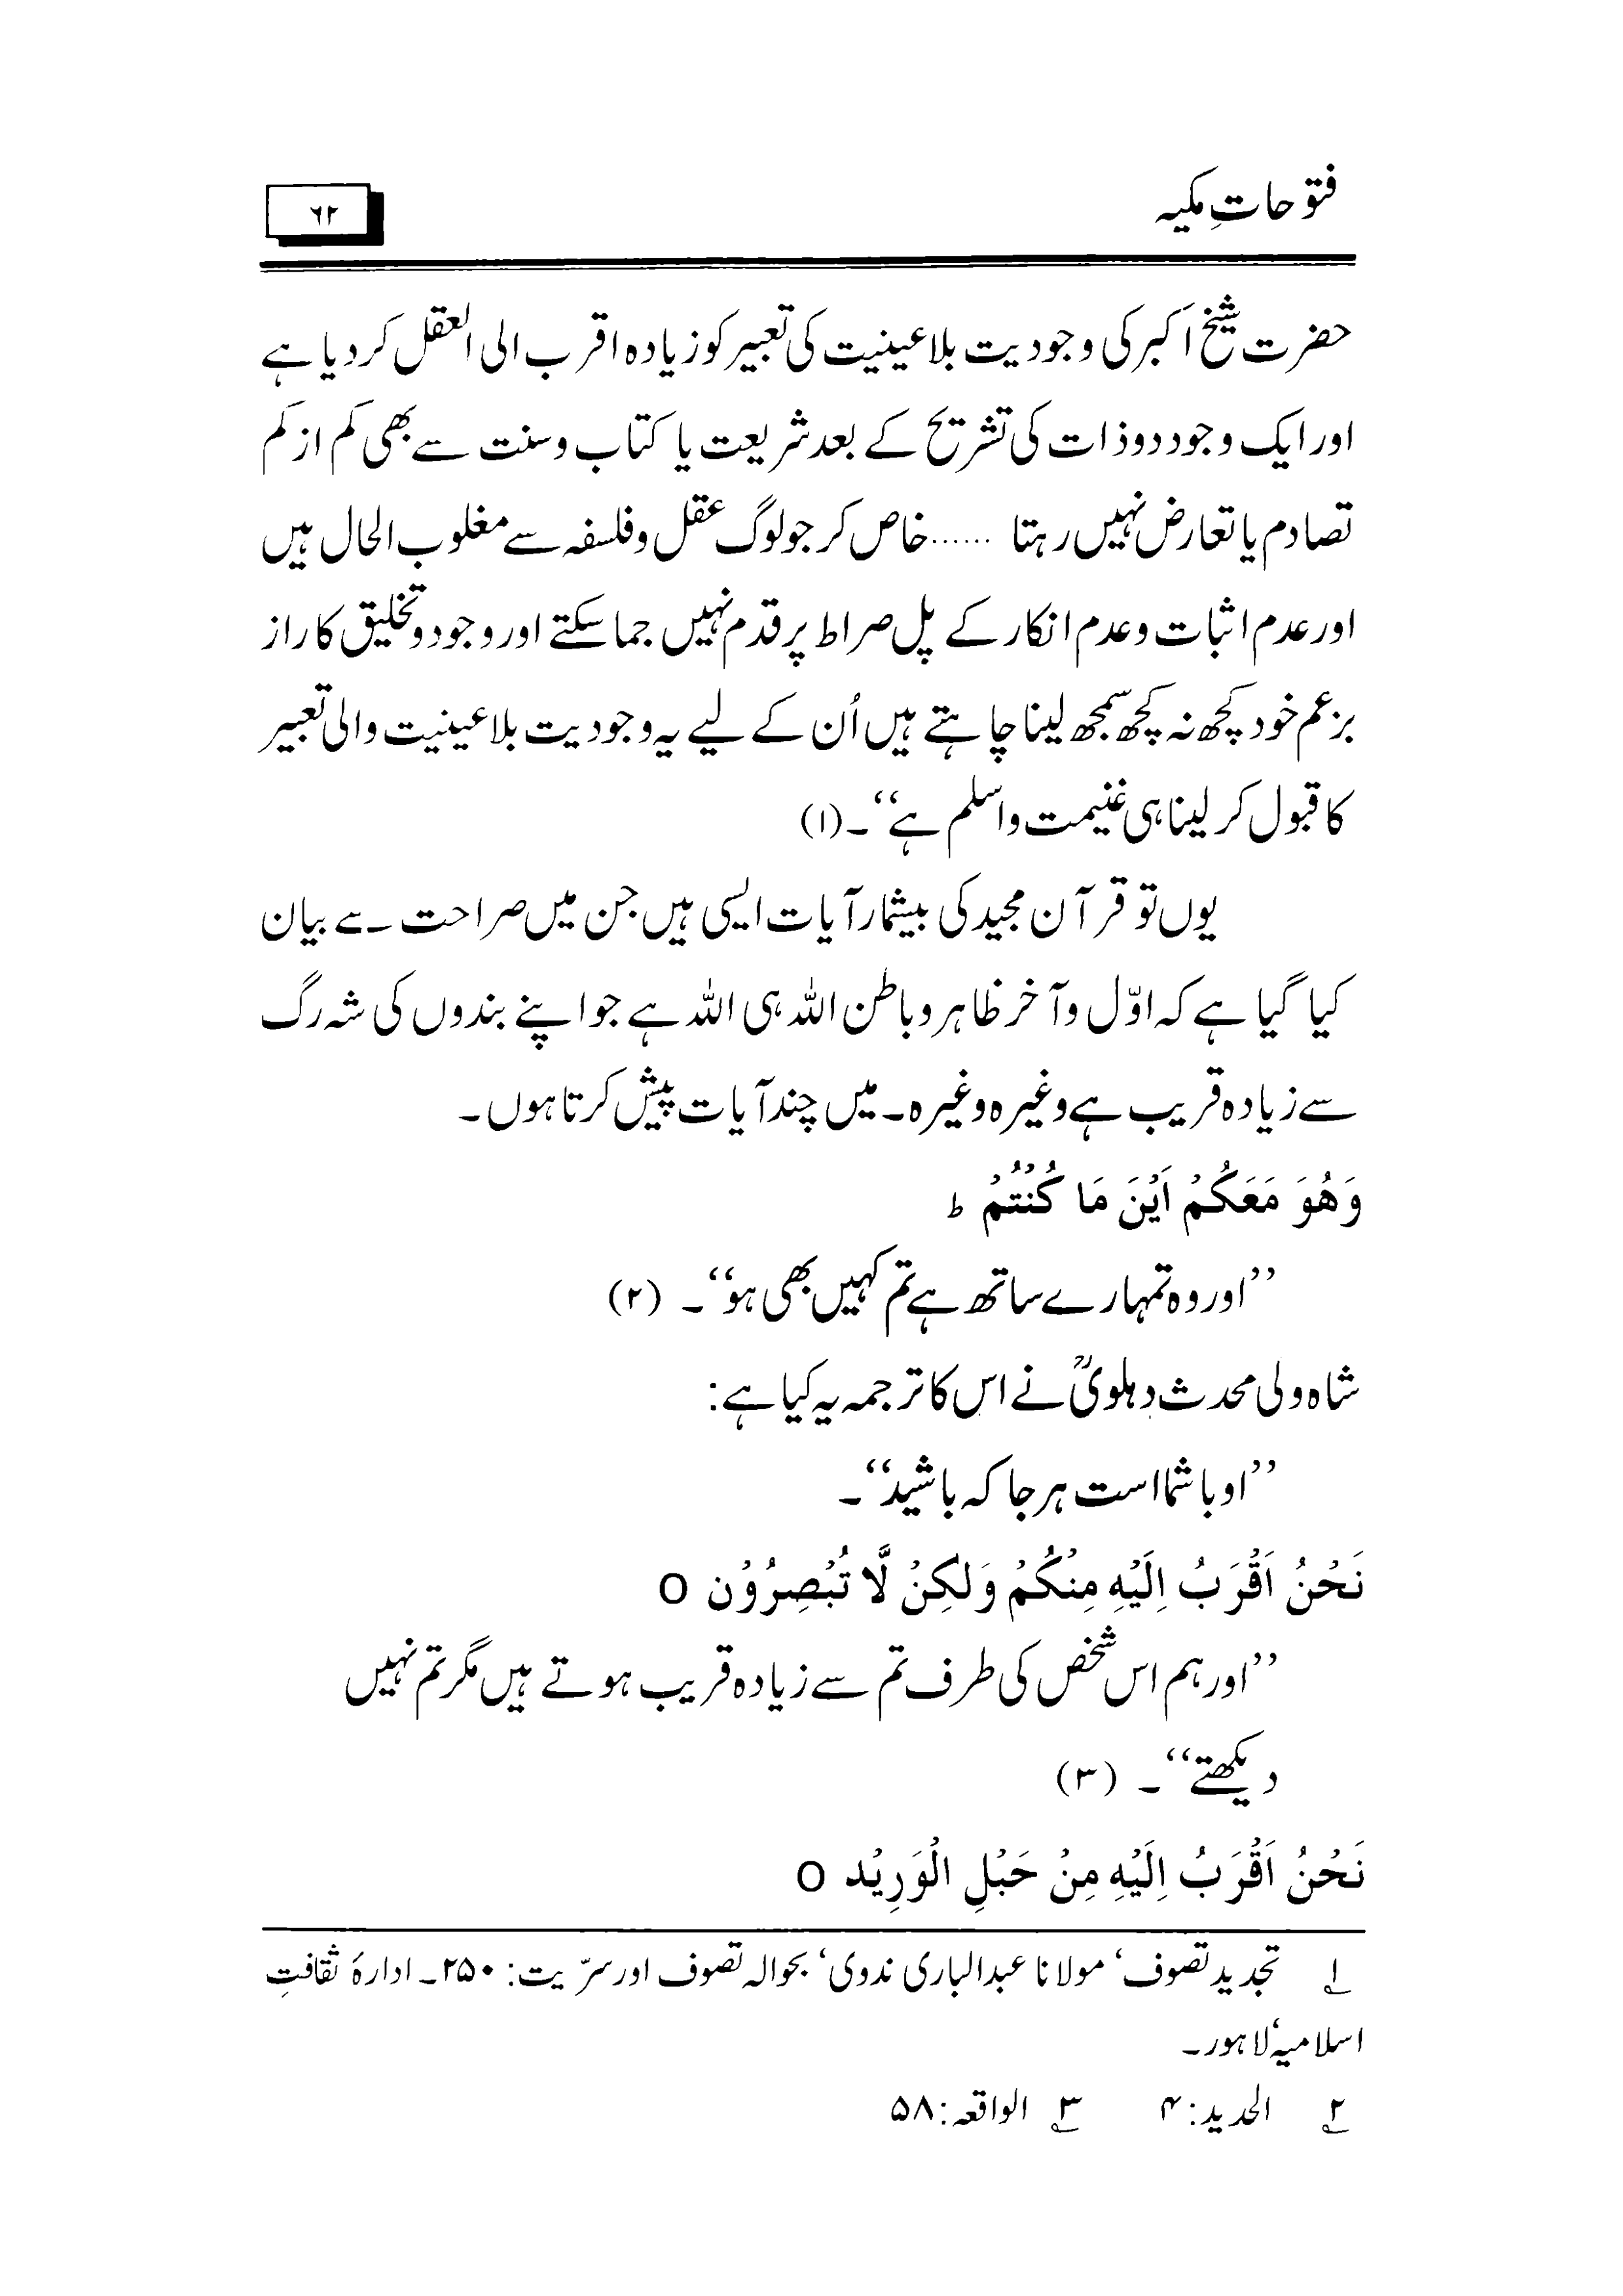 فتوحاتِ مکیہ
۶۲
حضرت شیخ اکبر کی وجودیت بلاعینیت کی تعبیر کو زیادہ اقرب الی العقل کردیا ہے
اور ایک وجود دو ذات کی تشریح کے بعد شریعت یا کتاب و سنت سے بھی کم از کم
تصادم یا تعارض نہیں رہتا ......خاص کر جو لوگ عقل و فلسفہ سے مغلوب الحال ہیں
اور عدم اثبات و عدم انکار کے پل صراط پر قدم نہیں جما سکتے اور وجود و تخلیق کا راز
بزعم خود کچھ نہ کچھ سمجھ لینا چاہتے ہیں اُن کے لیے یہ وجودیت بلاعینیت والی تعبیر
کا قبول کر لینا ہی غنیمت و اسلم ہے‘‘۔(۱)
یوں تو قرآن مجید کی بیشمار آیات ایسی ہیں جن میں صراحت سے بیان
کیا گیا ہے کہ اوّل و آخر ظاہر و باطن اللہ ہی اللہ ہے جو اپنے بندوں کی شہ رگ
سے زیادہ قریب ہے وغیرہ وغیرہ۔ میں چند آیات پیش کرتا ہوں۔
وَهُوَ مَعَكُمْ اَيْنَ مَا كُنْتُمْ ط
’’اور وہ تمہارے ساتھ ہے تم کہیں بھی ہو‘‘۔ (۲)
شاہ ولی محدث دہلویؒ نے اس کا ترجمہ یہ کیا ہے:
’’او با شما است ہر جا کہ باشید‘‘۔
نَحْنُ اَقْرَبُ اِلَيْهِ مِنْكُمْ وَلٰكِنْ لَّا تُبْصِرُوْن O
’’اور ہم اس شخص کی طرف تم سے زیادہ قریب ہوتے ہیں مگر تم نہیں
دیکھتے‘‘۔ (۳)
نَحْنُ اَقْرَبُ اِلَيْهِ مِنْ حَبْلِ الْوَرِيْد O
۱؎ تجدید تصوف‘ مولانا عبدالباری ندوی‘ بحوالہ تصوف اور سرّیت: ۲۵۰۔ ادارۂ ثقافتِ
اسلامیہ‘ لاہور۔
۲؎ الحدید: ۴ ۳؎ الواقعہ: ۵۸